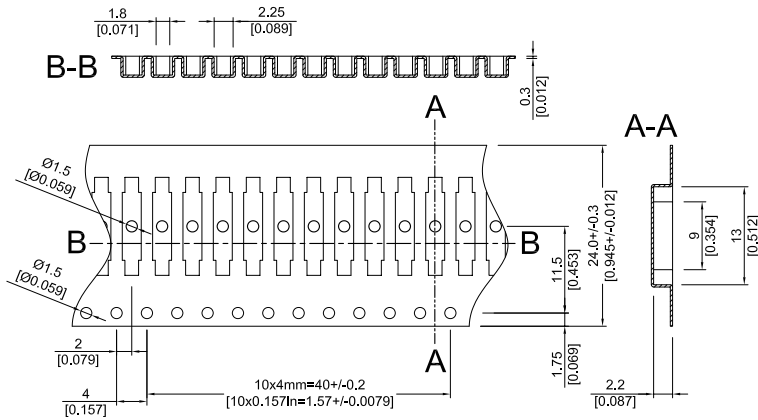 1.8
[0.071]
2.25
[0.089]
B-B
0.3
[0.012]
A
A-A
Ø1.5
[Ø0.059]
B
B
Ø1.5
[Ø0.059]
11.5
[0.453]
24.0+/-0.3
[0.945+/-0.012]
9
[0.354]
13
[0.512]
2
[0.079]
A
1.75
[0.069]
4
[0.157]
10x4mm=40+/-0.2
[10x0.157In=1.57+/-0.0079]
2.2
[0.087]